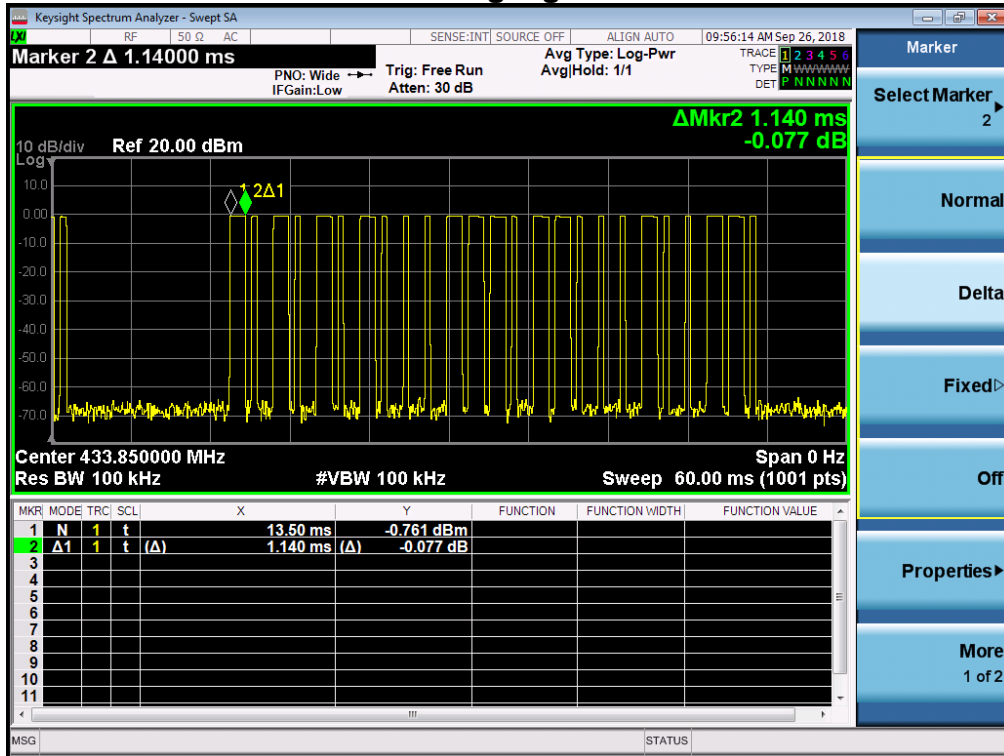 Keysight Spectrum Analyzer - Swept SA
LXI RF 50 Ω AC SENSE:INT SOURCE OFF ALIGN AUTO 09:56:14 AM Sep 26, 2018
Marker 2 Δ 1.14000 ms
PNO: Wide
IFGain:Low
Trig: Free Run
Atten: 30 dB
Avg Type: Log-Pwr
Avg|Hold: 1/1
TRACE 1 2 3 4 5 6
TYPE M WWWWW
DET P N N N N N
ΔMkr2 1.140 ms
-0.077 dB
10 dB/div Ref 20.00 dBm
Log
10.0
0.00
-10.0
-20.0
-30.0
-40.0
-50.0
-60.0
-70.0
1 2Δ1
Center 433.850000 MHz Span 0 Hz
Res BW 100 kHz #VBW 100 kHz Sweep 60.00 ms (1001 pts)
MKR MODE TRC SCL X Y FUNCTION FUNCTION WIDTH FUNCTION VALUE
1 N 1 t 13.50 ms -0.761 dBm
2 Δ1 1 t (Δ) 1.140 ms (Δ) -0.077 dB
3
4
5
6
7
8
9
10
11
MSG STATUS
Marker
Select Marker
2
Normal
Delta
Fixed
Off
Properties
More
1 of 2